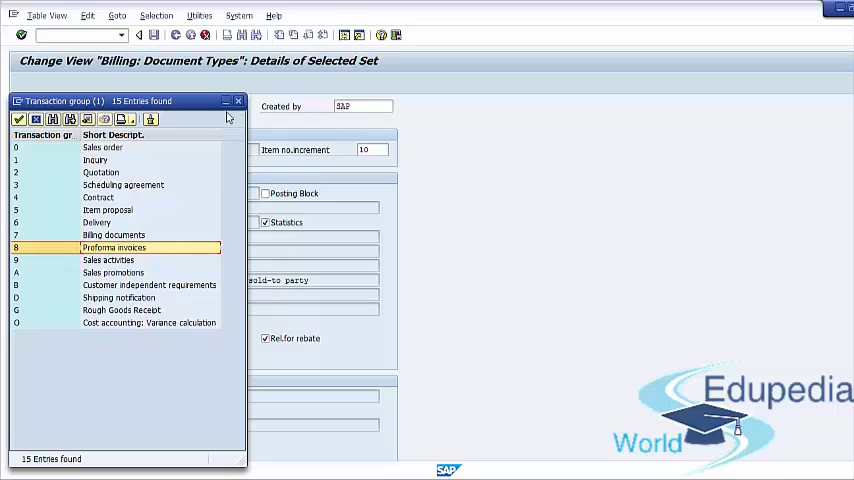 Table View Edit Goto Selection Utilities System Help
Change View "Billing: Document Types": Details of Selected Set
Transaction group (1) 15 Entries found
Created by SAP
Transaction gr... Short Descript.
0 Sales order
Item no.increment 10
1 Inquiry
2 Quotation
3 Scheduling agreement
Posting Block
4 Contract
5 Item proposal
6 Delivery
Statistics
7 Billing documents
8 Proforma invoices
9 Sales activities
A Sales promotions
sold-to party
B Customer independent requirements
D Shipping notification
G Rough Goods Receipt
O Cost accounting: Variance calculation
Rel.for rebate
Edupedia
World
15 Entries found
SAP